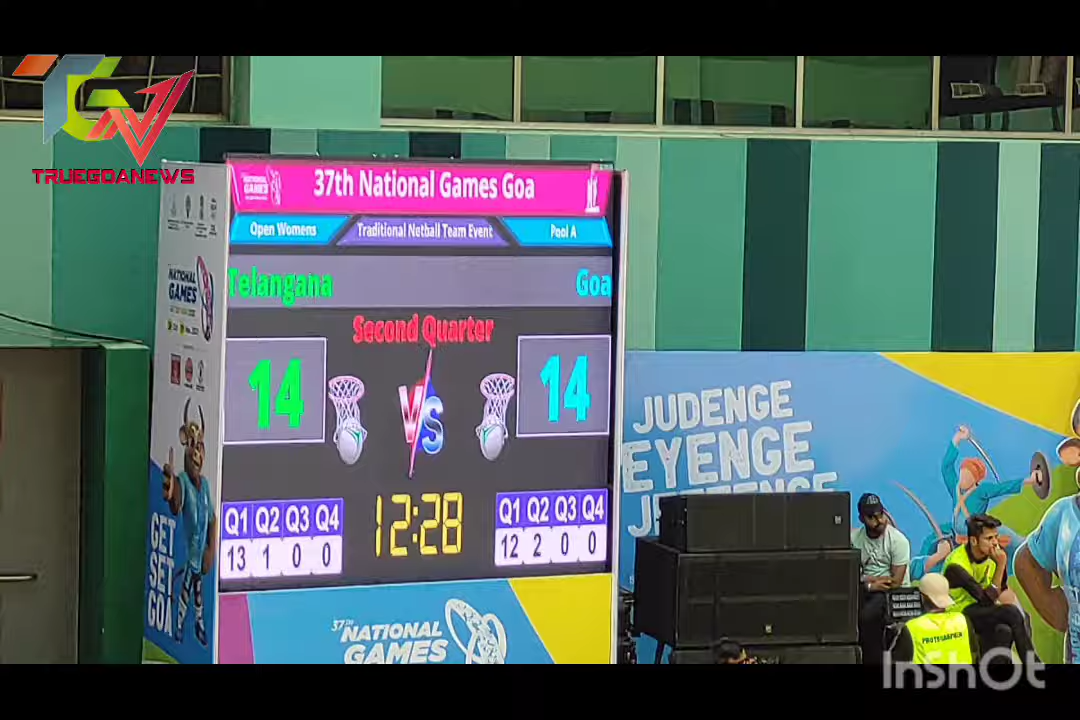 TRUEGOANEWS
37th National Games Goa
Open Womens
Traditional Netball Team Event
Pool A
Telangana
Goa
Second Quarter
14
VS
14
Q1 Q2 Q3 Q4
13 1 0 0
12:28
Q1 Q2 Q3 Q4
12 2 0 0
NATIONAL
GAMES
GET
SET
GOA
37TH
NATIONAL
GAMES
JUDENGE
EYENGE
InShOt